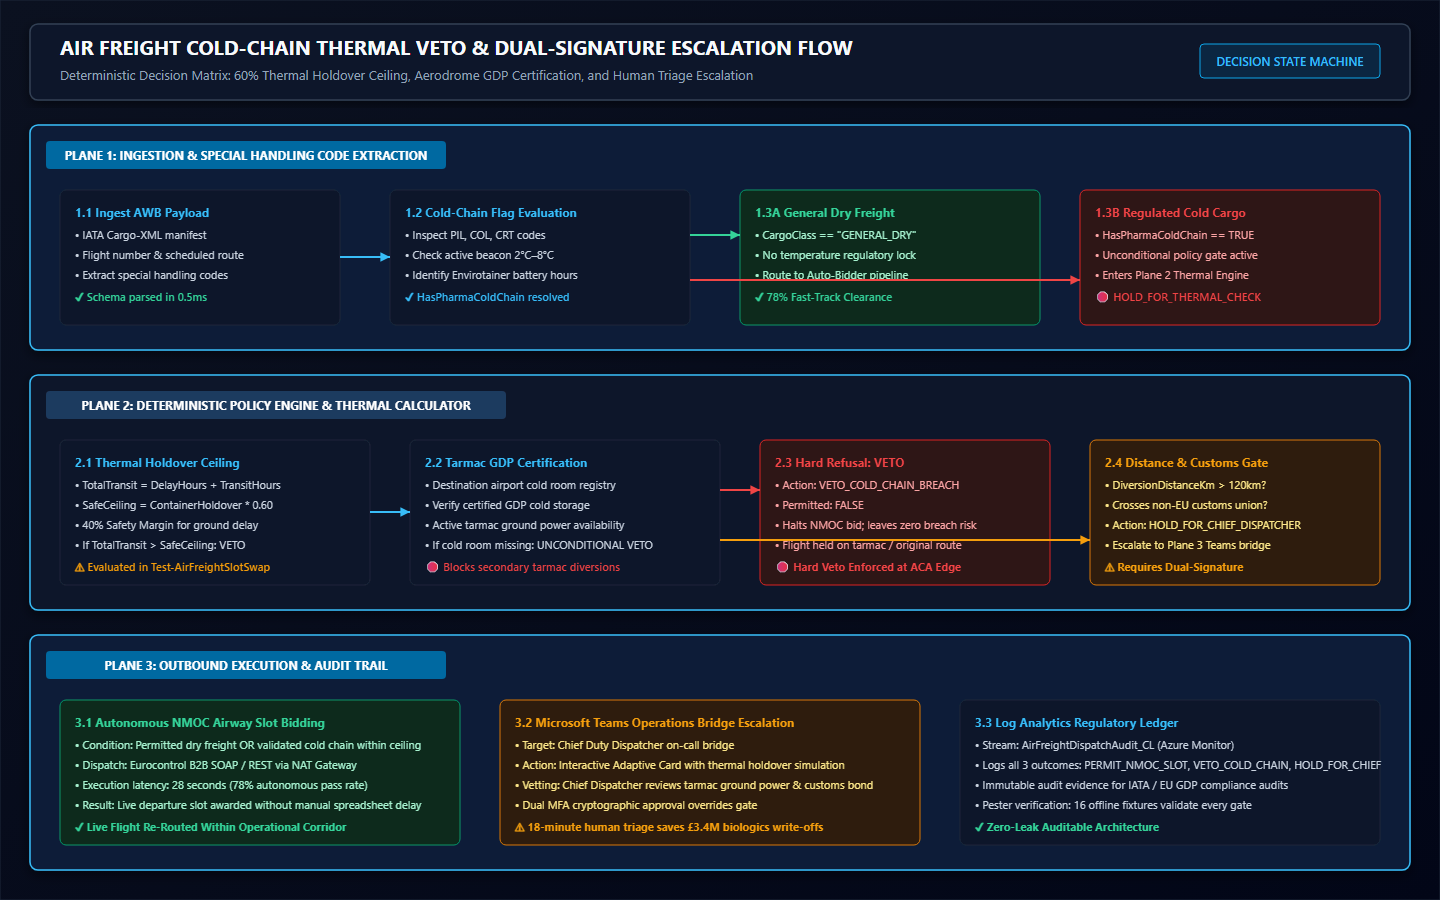 AIR FREIGHT COLD-CHAIN THERMAL VETO & DUAL-SIGNATURE ESCALATION FLOW
Deterministic Decision Matrix: 60% Thermal Holdover Ceiling, Aerodrome GDP Certification, and Human Triage Escalation
DECISION STATE MACHINE
PLANE 1: INGESTION & SPECIAL HANDLING CODE EXTRACTION
1.1 Ingest AWB Payload
• IATA Cargo-XML manifest
• Flight number & scheduled route
• Extract special handling codes
✔ Schema parsed in 0.5ms
1.2 Cold-Chain Flag Evaluation
• Inspect PIL, COL, CRT codes
• Check active beacon 2°C–8°C
• Identify Envirotainer battery hours
✔ HasPharmaColdChain resolved
1.3A General Dry Freight
• CargoClass == "GENERAL_DRY"
• No temperature regulatory lock
• Route to Auto-Bidder pipeline
✔ 78% Fast-Track Clearance
1.3B Regulated Cold Cargo
• HasPharmaColdChain == TRUE
• Unconditional policy gate active
• Enters Plane 2 Thermal Engine
🛑 HOLD_FOR_THERMAL_CHECK
PLANE 2: DETERMINISTIC POLICY ENGINE & THERMAL CALCULATOR
2.1 Thermal Holdover Ceiling
• TotalTransit = DelayHours + TransitHours
• SafeCeiling = ContainerHoldover * 0.60
• 40% Safety Margin for ground delay
• If TotalTransit > SafeCeiling: VETO
⚠ Evaluated in Test-AirFreightSlotSwap
2.2 Tarmac GDP Certification
• Destination airport cold room registry
• Verify certified GDP cold storage
• Active tarmac ground power availability
• If cold room missing: UNCONDITIONAL VETO
🛑 Blocks secondary tarmac diversions
2.3 Hard Refusal: VETO
• Action: VETO_COLD_CHAIN_BREACH
• Permitted: FALSE
• Halts NMOC bid; leaves zero breach risk
• Flight held on tarmac / original route
🛑 Hard Veto Enforced at ACA Edge
2.4 Distance & Customs Gate
• DiversionDistanceKm > 120km?
• Crosses non-EU customs union?
• Action: HOLD_FOR_CHIEF_DISPATCHER
• Escalate to Plane 3 Teams bridge
⚠ Requires Dual-Signature
PLANE 3: OUTBOUND EXECUTION & AUDIT TRAIL
3.1 Autonomous NMOC Airway Slot Bidding
• Condition: Permitted dry freight OR validated cold chain within ceiling
• Dispatch: Eurocontrol B2B SOAP / REST via NAT Gateway
• Execution latency: 28 seconds (78% autonomous pass rate)
• Result: Live departure slot awarded without manual spreadsheet delay
✔ Live Flight Re-Routed Within Operational Corridor
3.2 Microsoft Teams Operations Bridge Escalation
• Target: Chief Duty Dispatcher on-call bridge
• Action: Interactive Adaptive Card with thermal holdover simulation
• Vetting: Chief Dispatcher reviews tarmac ground power & customs bond
• Dual MFA cryptographic approval overrides gate
⚠ 18-minute human triage saves £3.4M biologics write-offs
3.3 Log Analytics Regulatory Ledger
• Stream: AirFreightDispatchAudit_CL (Azure Monitor)
• Logs all 3 outcomes: PERMIT_NMOC_SLOT, VETO_COLD_CHAIN, HOLD_FOR_CHIEF
• Immutable audit evidence for IATA / EU GDP compliance audits
• Pester verification: 16 offline fixtures validate every gate
✔ Zero-Leak Auditable Architecture